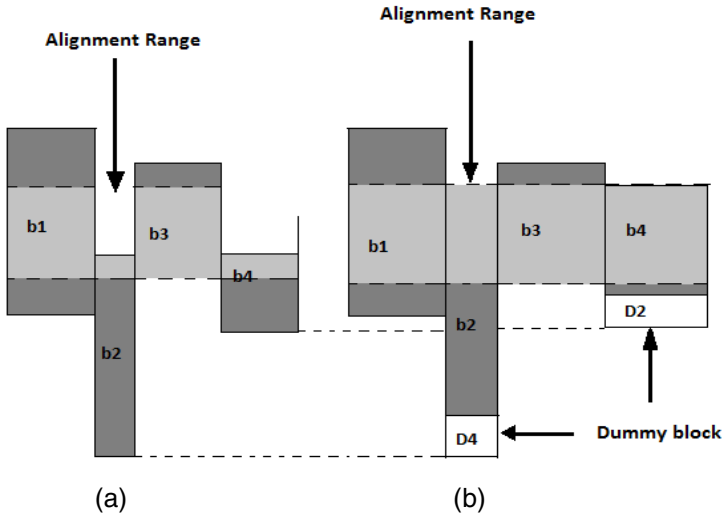 Alignment Range
Alignment Range
b1
b3
b4
b2
b1
b3
b4
b2
D2
D4
Dummy block
(a)
(b)